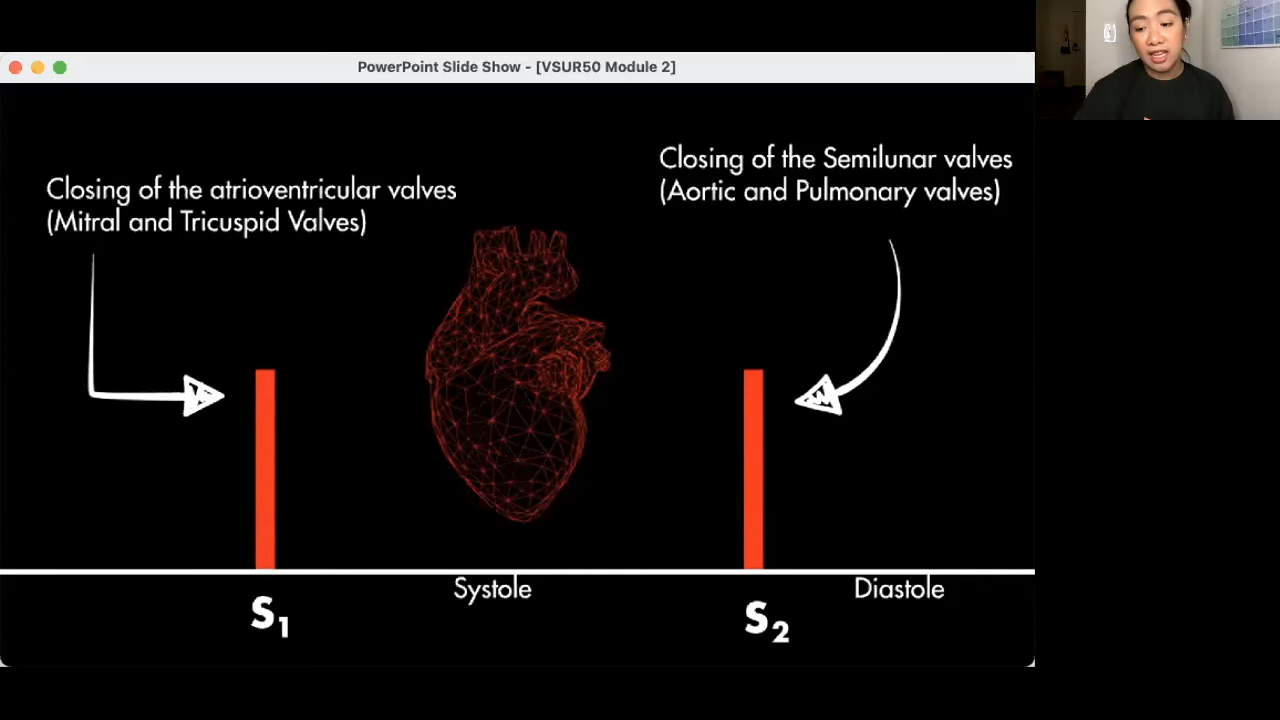 PowerPoint Slide Show - [VSUR50 Module 2]
Closing of the atrioventricular valves
(Mitral and Tricuspid Valves)
Closing of the Semilunar valves
(Aortic and Pulmonary valves)
Systole
Diastole
S1
S2